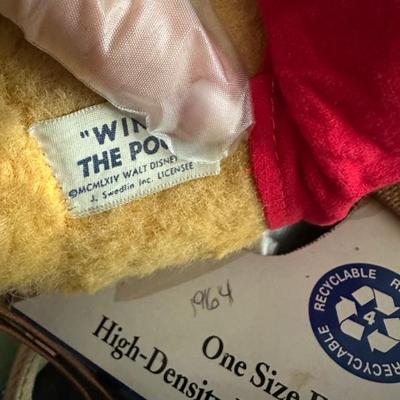 "WIN
THE POO
©MCMLXIV WALT DISNEY
J. Swedlin Inc. LICENSEE
1964
One Size F
High-Density
RECYCLABLE
4
RECYCLABLE